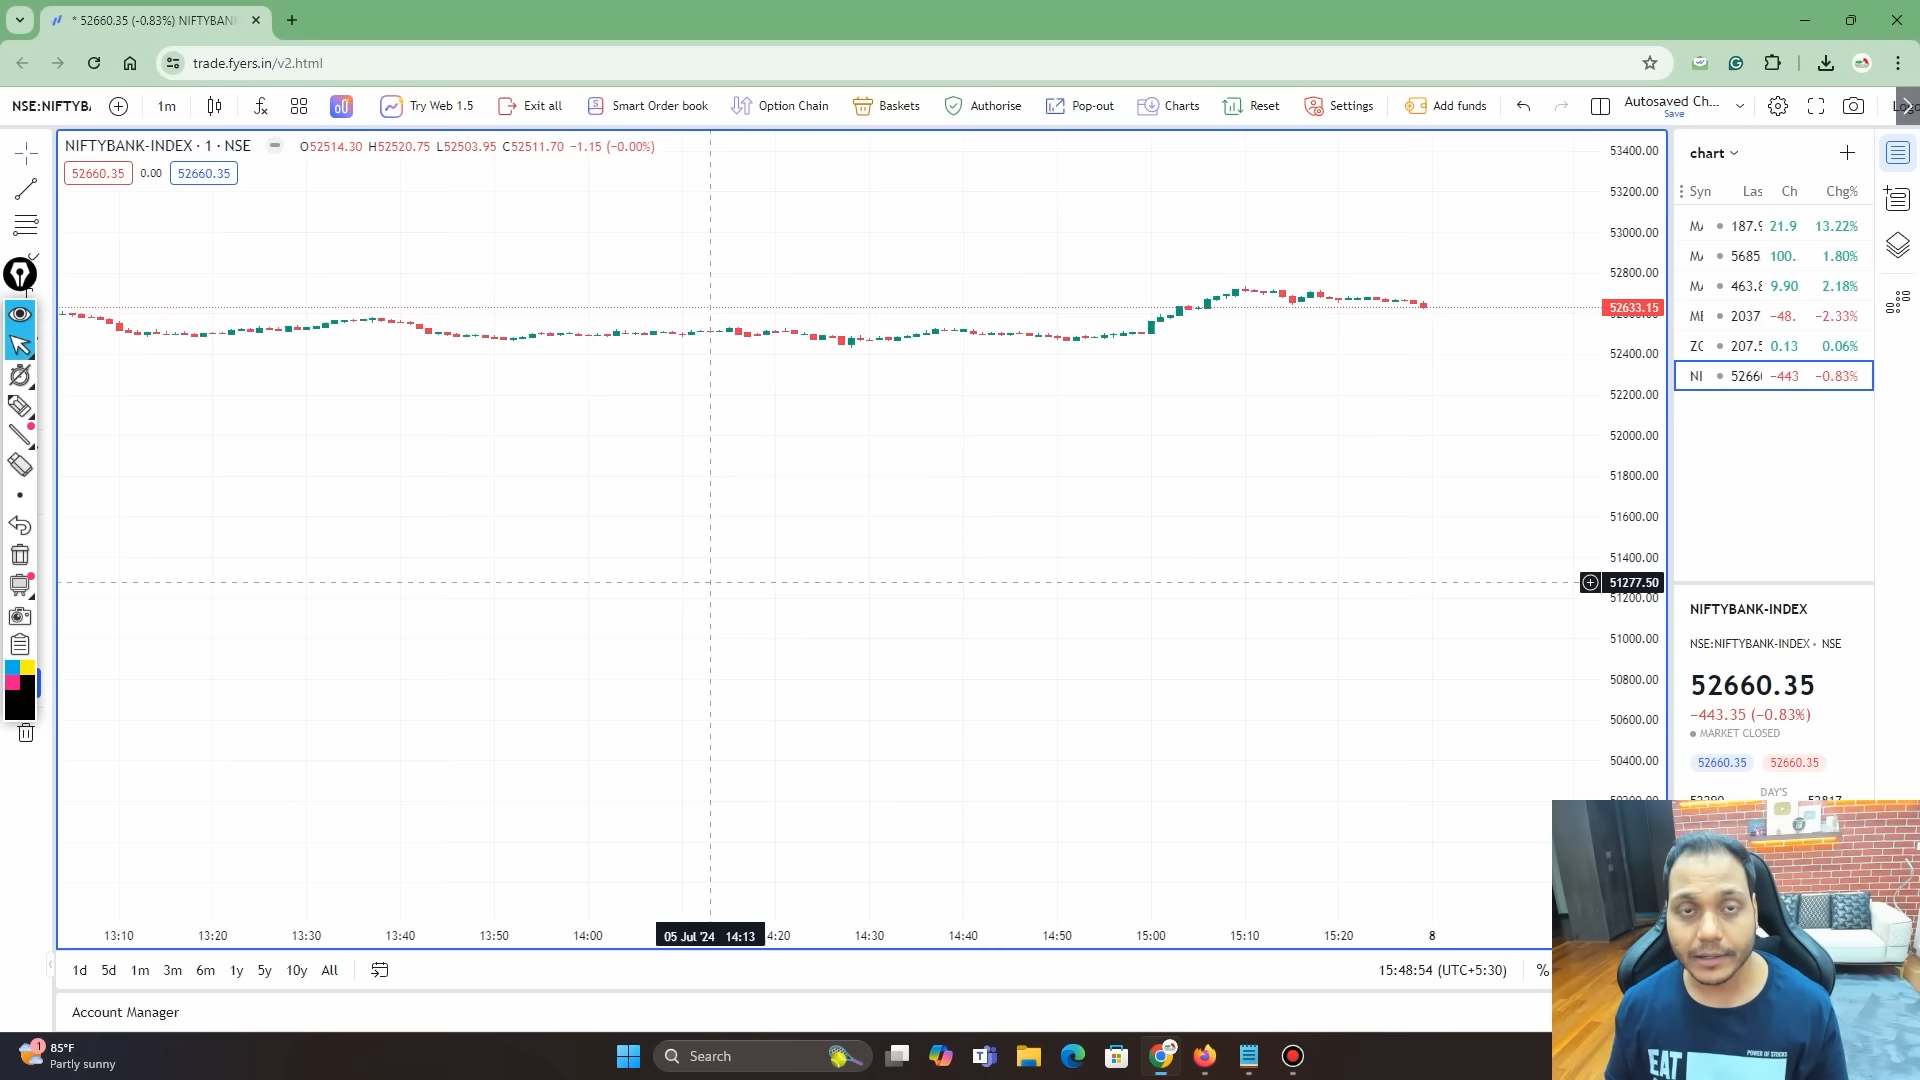 * 52660.35 (-0.83%) NIFTYBANK
trade.fyers.in/v2.html
NSE:NIFTYB
1m
Try Web 1.5
Exit all
Smart Order book
Option Chain
Baskets
Authorise
Pop-out
Charts
Reset
Settings
Add funds
Autosaved Ch...
Save
NIFTYBANK-INDEX · 1 · NSE
O52514.30 H52520.75 L52503.95 C52511.70 −1.15 (−0.00%)
52660.35 0.00 52660.35
53400.00
53200.00
53000.00
52800.00
52633.15
52400.00
52200.00
52000.00
51800.00
51600.00
51400.00
51277.50
51200.00
51000.00
50800.00
50600.00
50400.00
13:10 13:20 13:30 13:40 13:50 14:00 05 Jul '24 14:13 4:20 14:30 14:40 14:50 15:00 15:10 15:20 8
1d 5d 1m 3m 6m 1y 5y 10y All
15:48:54 (UTC+5:30) %
Account Manager
chart
Syn Las Ch Chg%
187.9 21.9 13.22%
5685 100. 1.80%
463.8 9.90 2.18%
2037 −48. −2.33%
207.5 0.13 0.06%
NI 5266 −443 −0.83%
NIFTYBANK-INDEX
NSE:NIFTYBANK-INDEX • NSE
52660.35
−443.35 (−0.83%)
MARKET CLOSED
52660.35 52660.35
DAY'S
EAT
POWER OF STOCKS
1
85°F
Partly sunny
Search